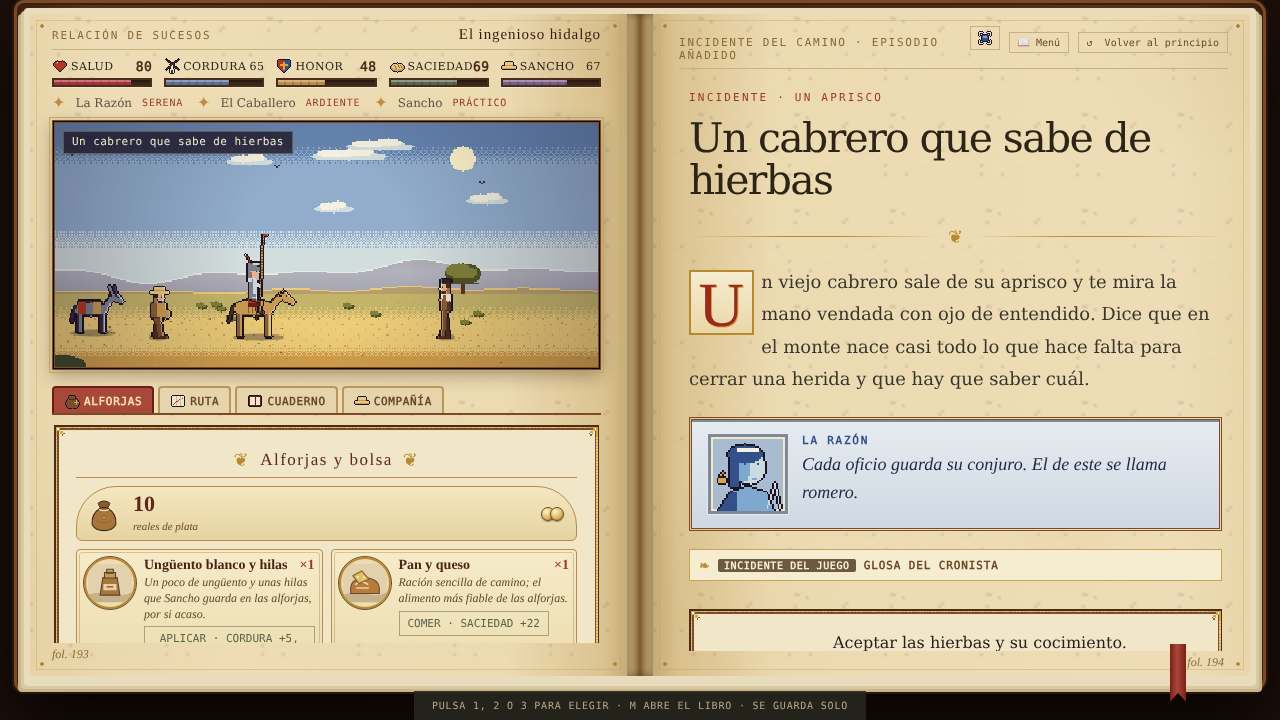 RELACIÓN DE SUCESOS
El ingenioso hidalgo
SALUD 80
CORDURA 65
HONOR 48
SACIEDAD 69
SANCHO 67
La Razón SERENA
El Caballero ARDIENTE
Sancho PRÁCTICO
Un cabrero que sabe de hierbas
ALFORJAS
RUTA
CUADERNO
COMPAÑÍA
Alforjas y bolsa
10
reales de plata
Ungüento blanco y hilas ×1
Un poco de ungüento y unas hilas
que Sancho guarda en las alforjas,
por si acaso.
APLICAR · CORDURA +5,
Pan y queso ×1
Ración sencilla de camino; el
alimento más fiable de las alforjas.
COMER · SACIEDAD +22
fol. 193
INCIDENTE DEL CAMINO · EPISODIO
AÑADIDO
Menú
↺ Volver al principio
INCIDENTE · UN APRISCO
Un cabrero que sabe de
hierbas
Un viejo cabrero sale de su aprisco y te mira la
mano vendada con ojo de entendido. Dice que en
el monte nace casi todo lo que hace falta para
cerrar una herida y que hay que saber cuál.
LA RAZÓN
Cada oficio guarda su conjuro. El de este se llama
romero.
INCIDENTE DEL JUEGO GLOSA DEL CRONISTA
Aceptar las hierbas y su cocimiento.
fol. 194
PULSA 1, 2 O 3 PARA ELEGIR · M ABRE EL LIBRO · SE GUARDA SOLO